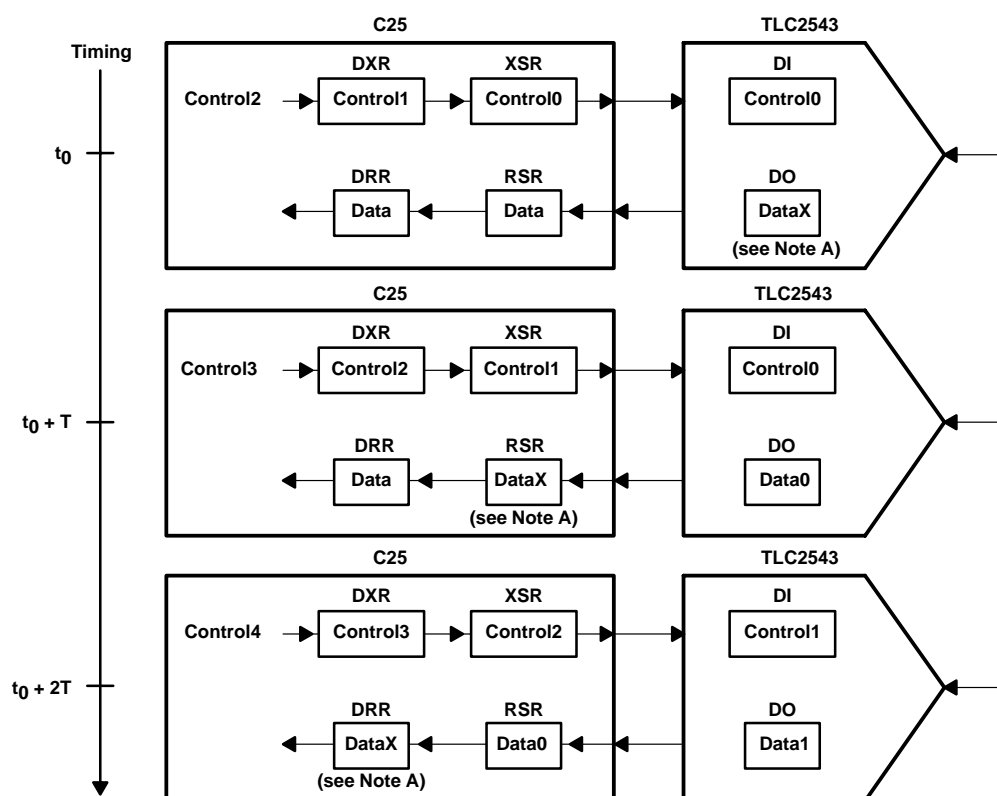 C25 TLC2543
Timing
DXR XSR DI
Control2 Control1 Control0 Control0
t0
DRR RSR DO
Data Data DataX
(see Note A)
C25 TLC2543
DXR XSR DI
Control3 Control2 Control1 Control0
t0 + T
DRR RSR DO
Data DataX Data0
(see Note A)
C25 TLC2543
DXR XSR DI
Control4 Control3 Control2 Control1
t0 + 2T
DRR RSR DO
DataX Data0 Data1
(see Note A)